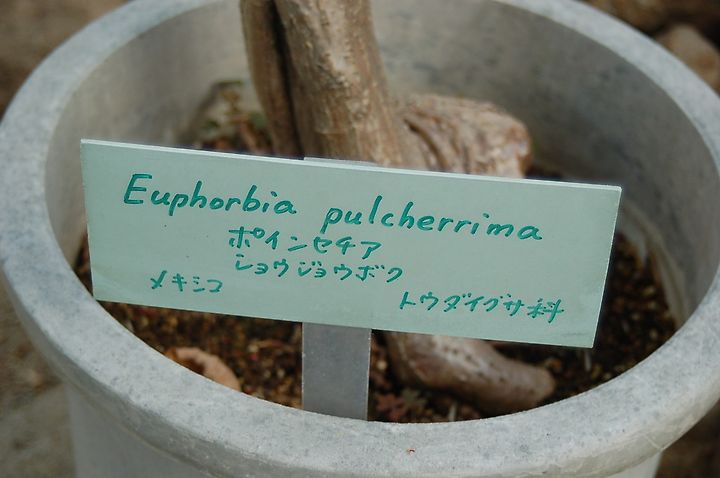 Euphorbia pulcherrima
ポインセチア
ショウジョウボク
メキシコ
トウダイグサ科